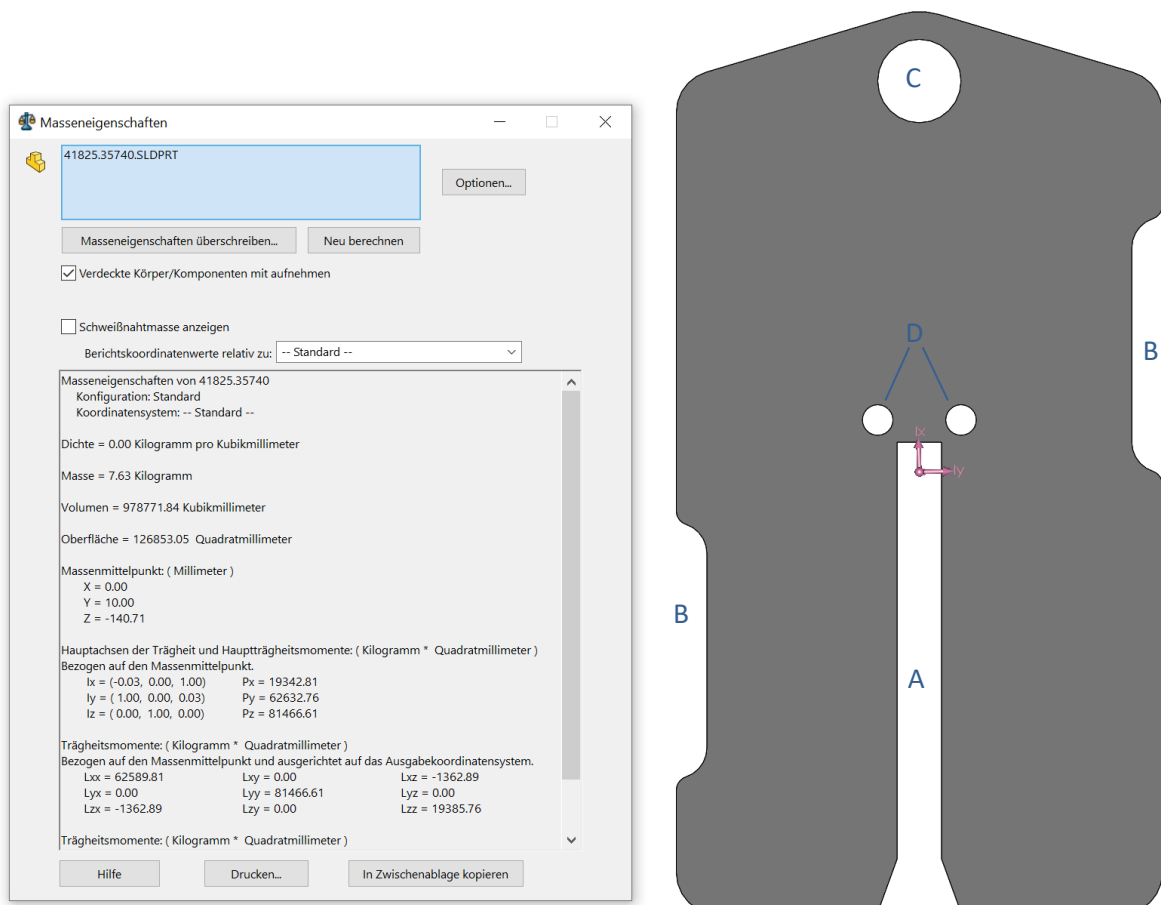 Masseneigenschaften
41825.35740.SLDPRT
Optionen...
Masseneigenschaften überschreiben...
Neu berechnen
Verdeckte Körper/Komponenten mit aufnehmen
Schweißnahtmasse anzeigen
Berichtskoordinatenwerte relativ zu: -- Standard --
Masseneigenschaften von 41825.35740
Konfiguration: Standard
Koordinatensystem: -- Standard --
Dichte = 0.00 Kilogramm pro Kubikmillimeter
Masse = 7.63 Kilogramm
Volumen = 978771.84 Kubikmillimeter
Oberfläche = 126853.05 Quadratmillimeter
Massenmittelpunkt: ( Millimeter )
X = 0.00
Y = 10.00
Z = -140.71
Hauptachsen der Trägheit und Hauptträgheitsmomente: ( Kilogramm * Quadratmillimeter )
Bezogen auf den Massenmittelpunkt.
Ix = (-0.03, 0.00, 1.00) Px = 19342.81
Iy = ( 1.00, 0.00, 0.03) Py = 62632.76
Iz = ( 0.00, 1.00, 0.00) Pz = 81466.61
Trägheitsmomente: ( Kilogramm * Quadratmillimeter )
Bezogen auf den Massenmittelpunkt und ausgerichtet auf das Ausgabekoordinatensystem.
Lxx = 62589.81 Lxy = 0.00 Lxz = -1362.89
Lyx = 0.00 Lyy = 81466.61 Lyz = 0.00
Lzx = -1362.89 Lzy = 0.00 Lzz = 19385.76
Trägheitsmomente: ( Kilogramm * Quadratmillimeter )
Hilfe
Drucken...
In Zwischenablage kopieren
C
D
B
Ix
Iy
B
A